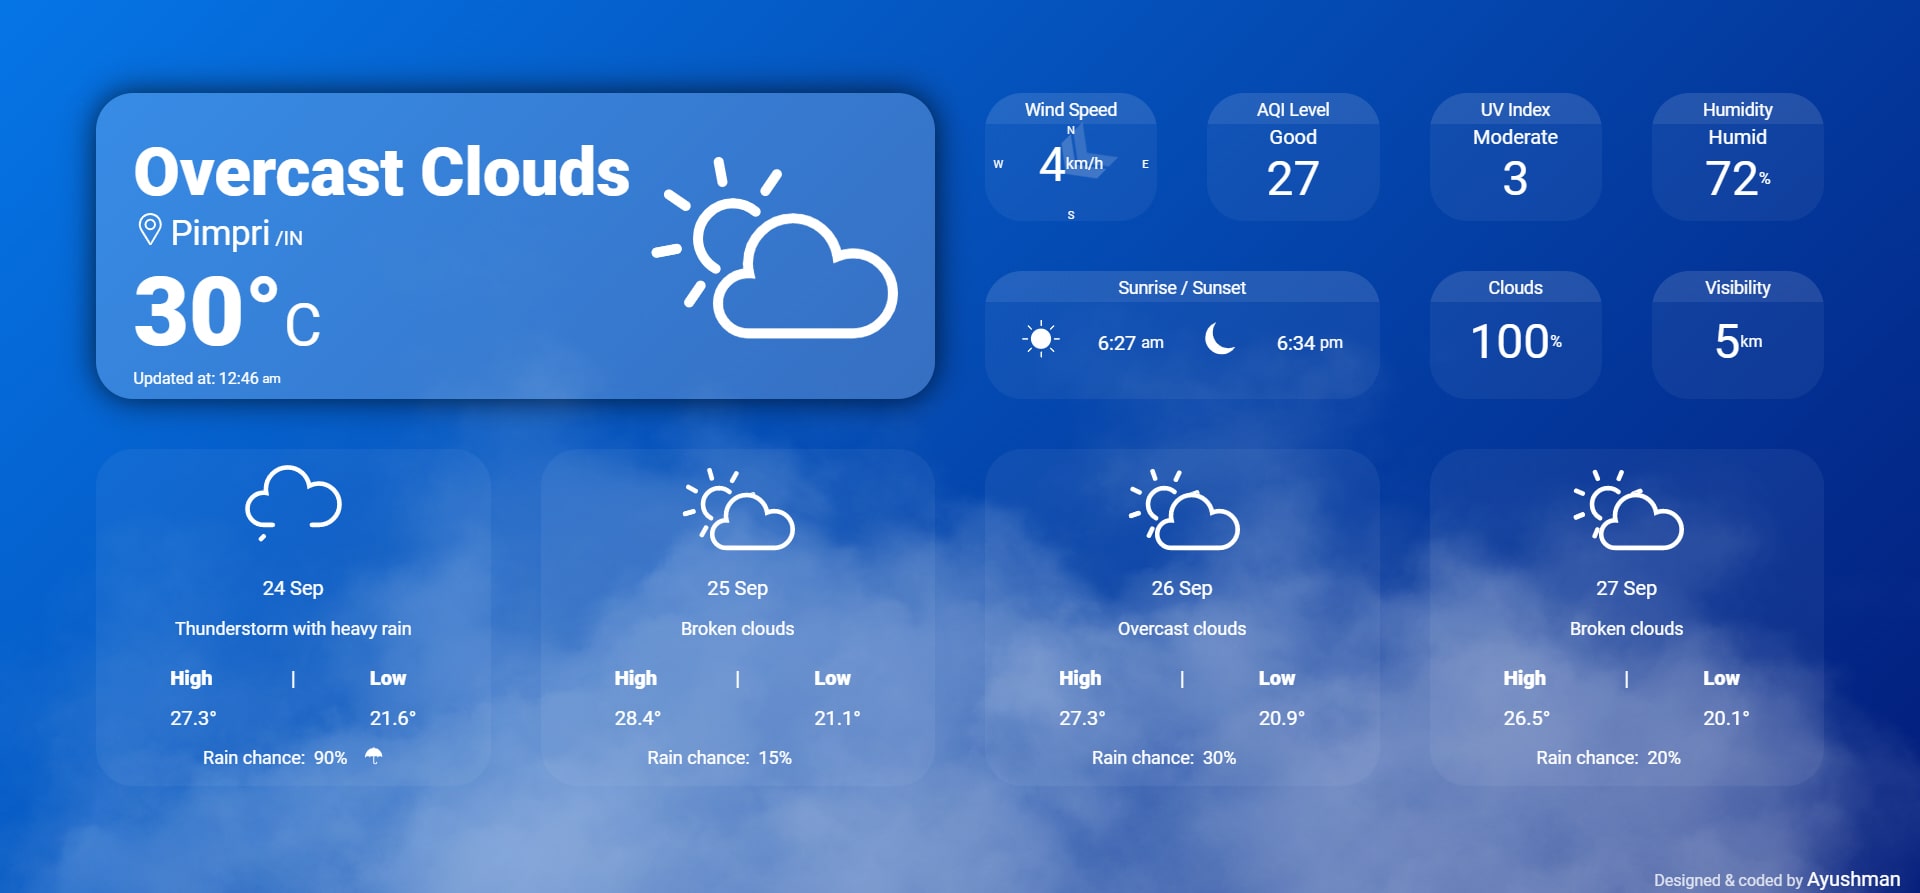 Overcast Clouds
Pimpri /IN
30° C
Updated at: 12:46 am
Wind Speed
N
W 4 km/h E
S
AQI Level
Good
27
UV Index
Moderate
3
Humidity
Humid
72%
Sunrise / Sunset
6:27 am 6:34 pm
Clouds
100%
Visibility
5km
24 Sep
Thunderstorm with heavy rain
High | Low
27.3° 21.6°
Rain chance: 90%
25 Sep
Broken clouds
High | Low
28.4° 21.1°
Rain chance: 15%
26 Sep
Overcast clouds
High | Low
27.3° 20.9°
Rain chance: 30%
27 Sep
Broken clouds
High | Low
26.5° 20.1°
Rain chance: 20%
Designed & coded by Ayushman